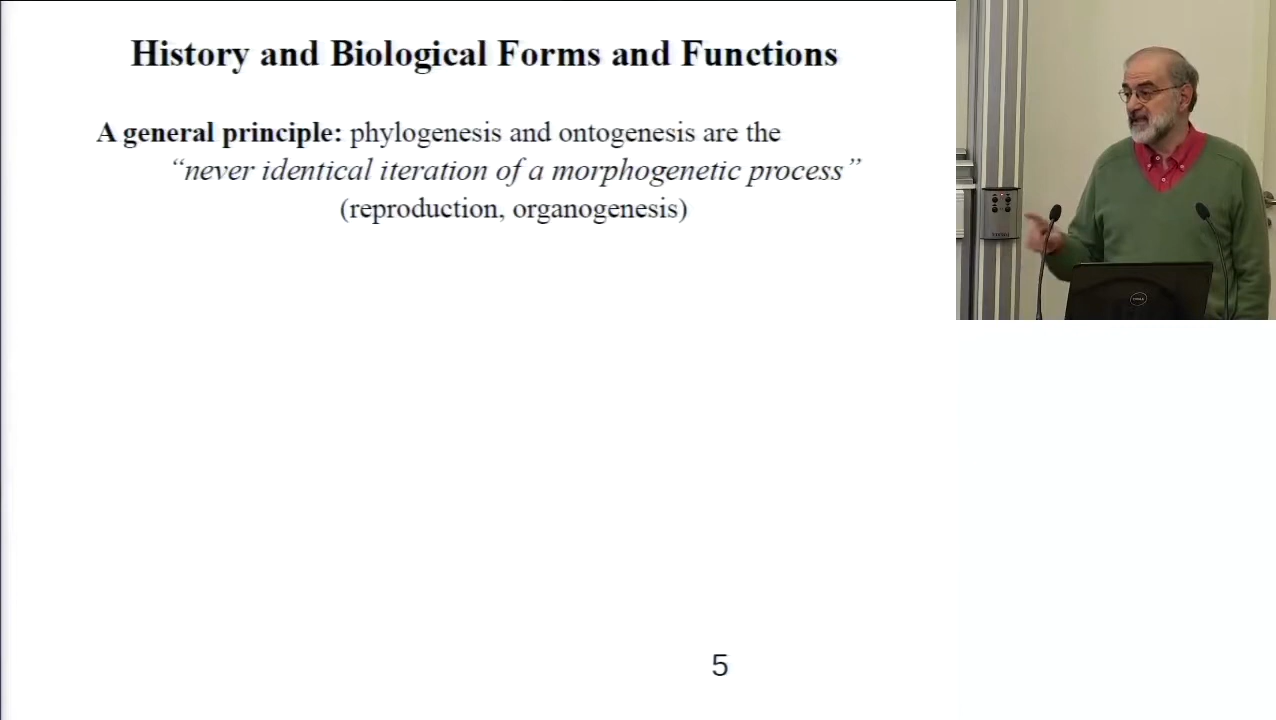 History and Biological Forms and Functions
A general principle: phylogenesis and ontogenesis are the
“never identical iteration of a morphogenetic process”
(reproduction, organogenesis)
5